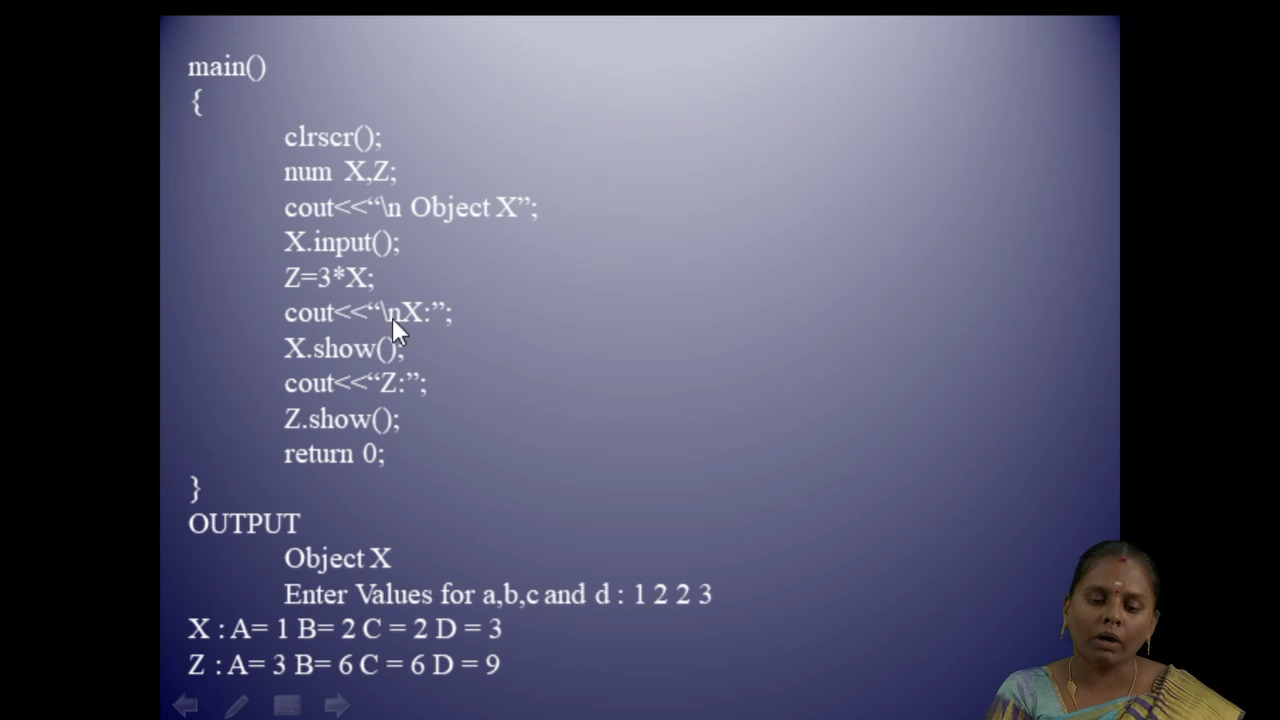 main()
{
clrscr();
num X,Z;
cout<<“\n Object X”;
X.input();
Z=3*X;
cout<<“\nX:”;
X.show();
cout<<“Z:”;
Z.show();
return 0;
}
OUTPUT
Object X
Enter Values for a,b,c and d : 1 2 2 3
X : A= 1 B= 2 C = 2 D = 3
Z : A= 3 B= 6 C = 6 D = 9